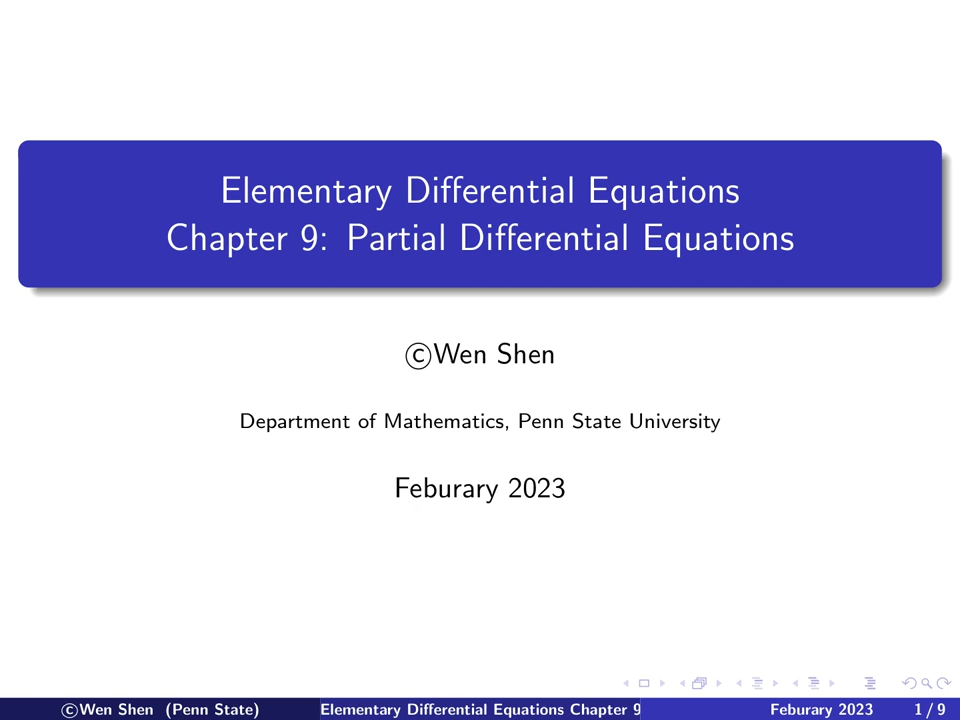 Elementary Differential Equations
Chapter 9: Partial Differential Equations
©Wen Shen
Department of Mathematics, Penn State University
Feburary 2023
©Wen Shen (Penn State)
Elementary Differential Equations Chapter 9
Feburary 2023
1 / 9